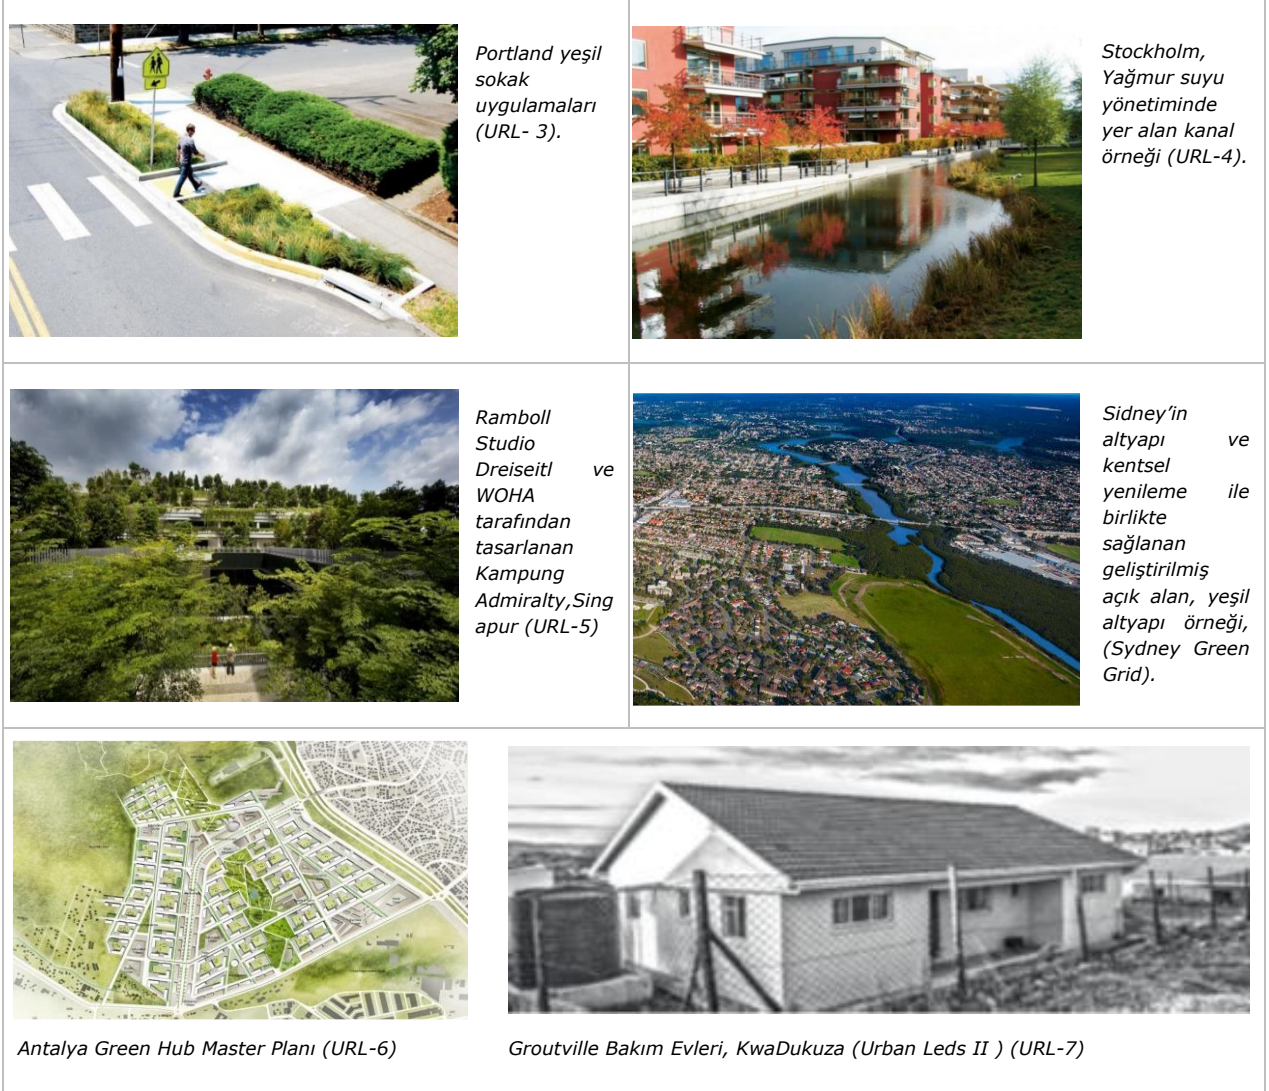 Portland yeşil
sokak
uygulamaları
(URL- 3).
Stockholm,
Yağmur suyu
yönetiminde
yer alan kanal
örneği (URL-4).
Ramboll
Studio
Dreiseitl ve
WOHA
tarafından
tasarlanan
Kampung
Admiralty,Sing
apur (URL-5)
Sidney’in
altyapı ve
kentsel
yenileme ile
birlikte
sağlanan
geliştirilmiş
açık alan, yeşil
altyapı örneği,
(Sydney Green
Grid).
Antalya Green Hub Master Planı (URL-6)
Groutville Bakım Evleri, KwaDukuza (Urban Leds II ) (URL-7)